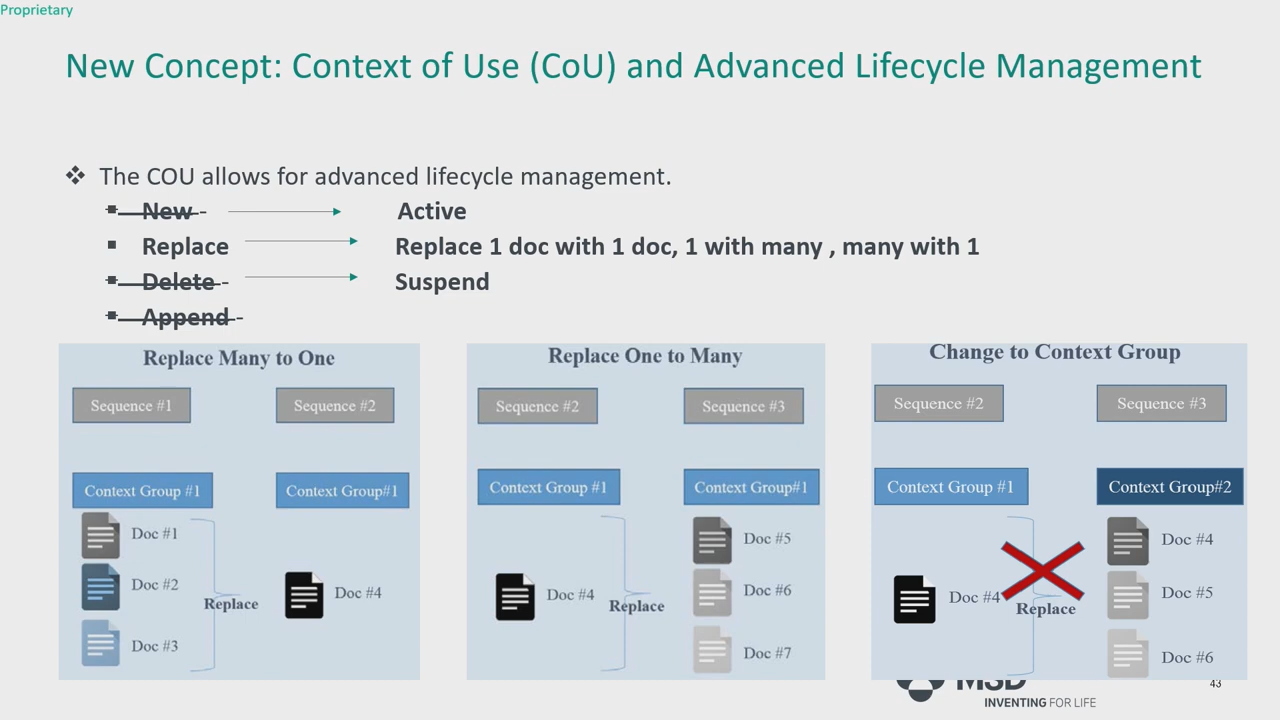 Proprietary
New Concept: Context of Use (CoU) and Advanced Lifecycle Management
❖ The COU allows for advanced lifecycle management.
▪ New - Active
▪ Replace Replace 1 doc with 1 doc, 1 with many , many with 1
▪ Delete - Suspend
▪ Append -
Replace Many to One
Sequence #1 Sequence #2
Context Group #1 Context Group#1
Doc #1
Doc #2
Doc #3
Replace
Doc #4
Replace One to Many
Sequence #2 Sequence #3
Context Group #1 Context Group#1
Doc #4
Replace
Doc #5
Doc #6
Doc #7
Change to Context Group
Sequence #2 Sequence #3
Context Group #1 Context Group#2
Doc #4
Replace
Doc #4
Doc #5
Doc #6
MSD
INVENTING FOR LIFE
43